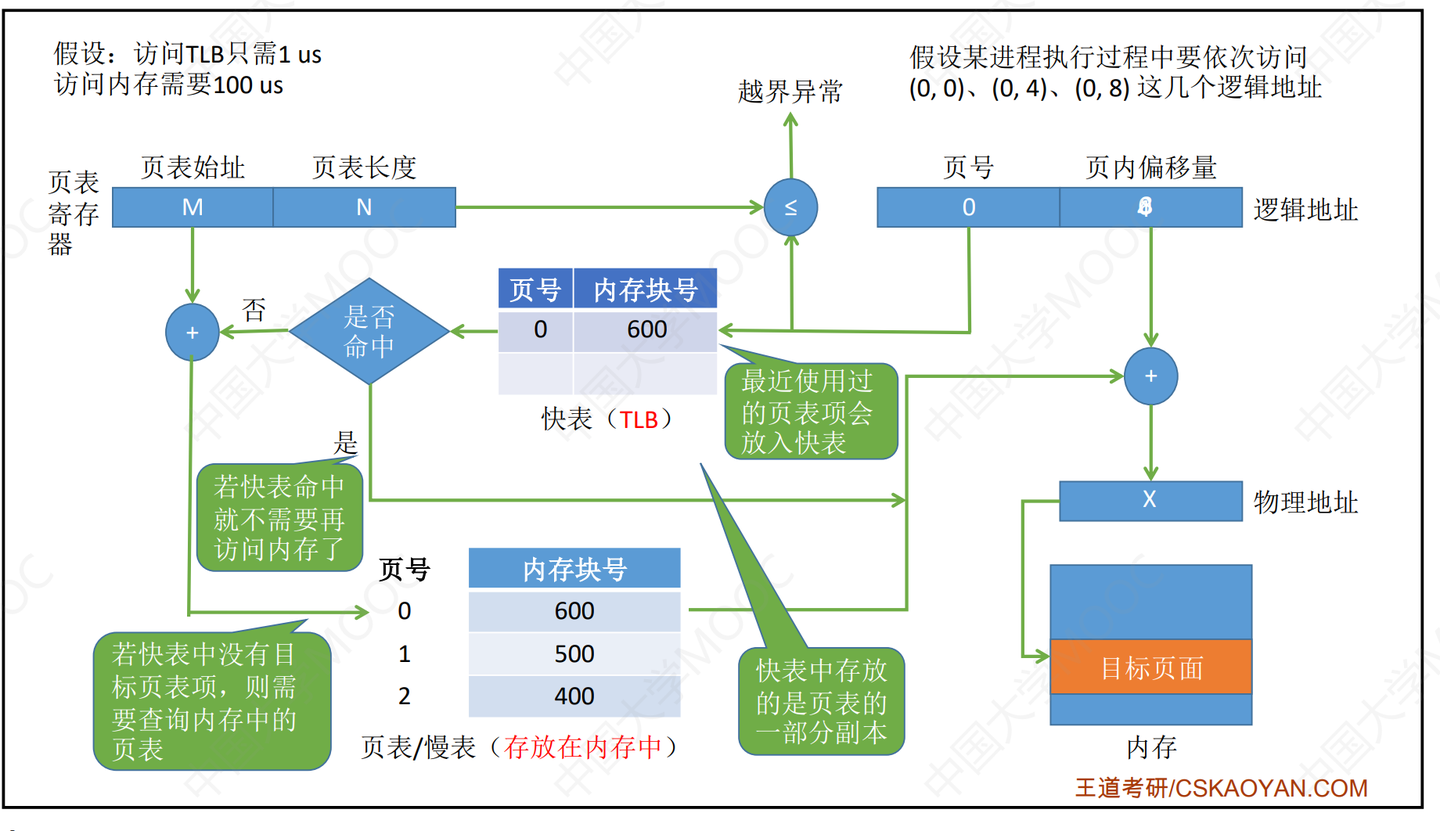 假设：访问TLB只需1 us
访问内存需要100 us
假设某进程执行过程中要依次访问
(0, 0)、(0, 4)、(0, 8) 这几个逻辑地址
越界异常
页表始址
页表长度
页号
页内偏移量
页表
寄存
器
M
N
≤
0
逻辑地址
页号
内存块号
0
600
快表（TLB）
是否
命中
否
是
+
+
最近使用过
的页表项会
放入快表
若快表命中
就不需要再
访问内存了
X
物理地址
页号
内存块号
0
600
1
500
2
400
页表/慢表（存放在内存中）
若快表中没有目
标页表项，则需
要查询内存中的
页表
快表中存放
的是页表的
一部分副本
目标页面
内存
王道考研/CSKAOYAN.COM
中国大学MOOC